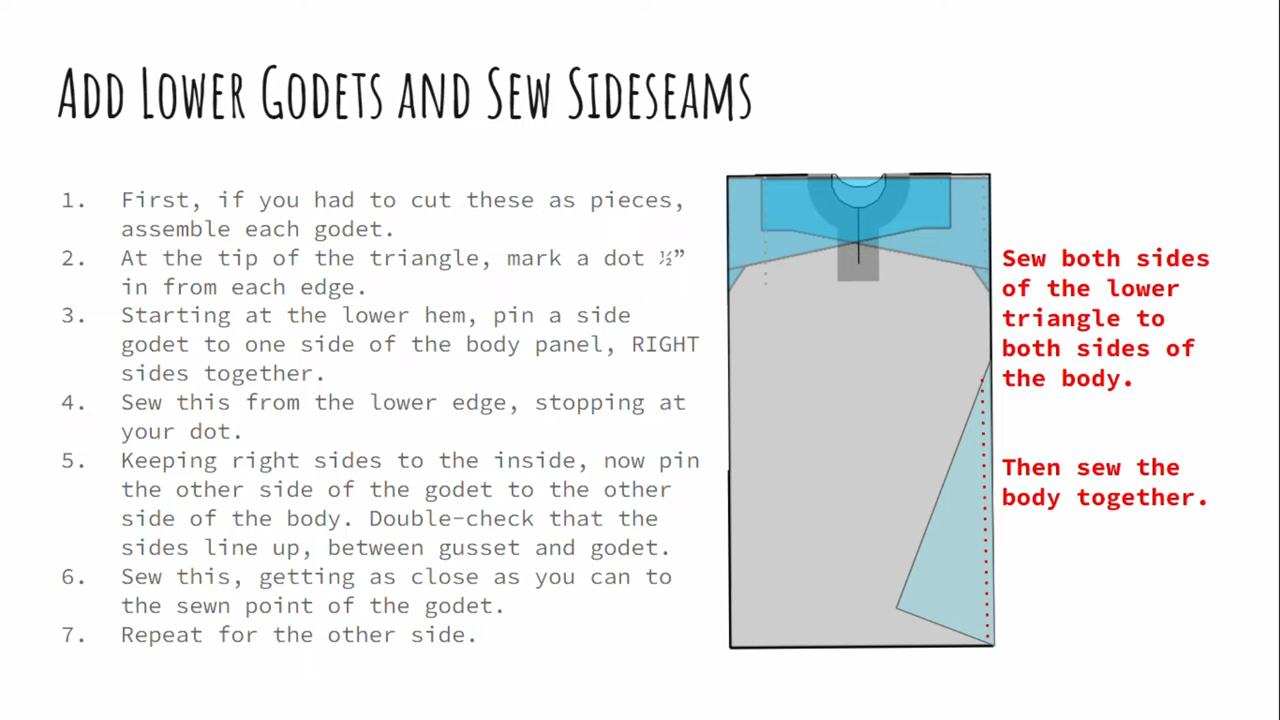 Add Lower Godets and Sew Sideseams
1. First, if you had to cut these as pieces,
assemble each godet.
2. At the tip of the triangle, mark a dot ½”
in from each edge.
3. Starting at the lower hem, pin a side
godet to one side of the body panel, RIGHT
sides together.
4. Sew this from the lower edge, stopping at
your dot.
5. Keeping right sides to the inside, now pin
the other side of the godet to the other
side of the body. Double-check that the
sides line up, between gusset and godet.
6. Sew this, getting as close as you can to
the sewn point of the godet.
7. Repeat for the other side.
Sew both sides
of the lower
triangle to
both sides of
the body.
Then sew the
body together.